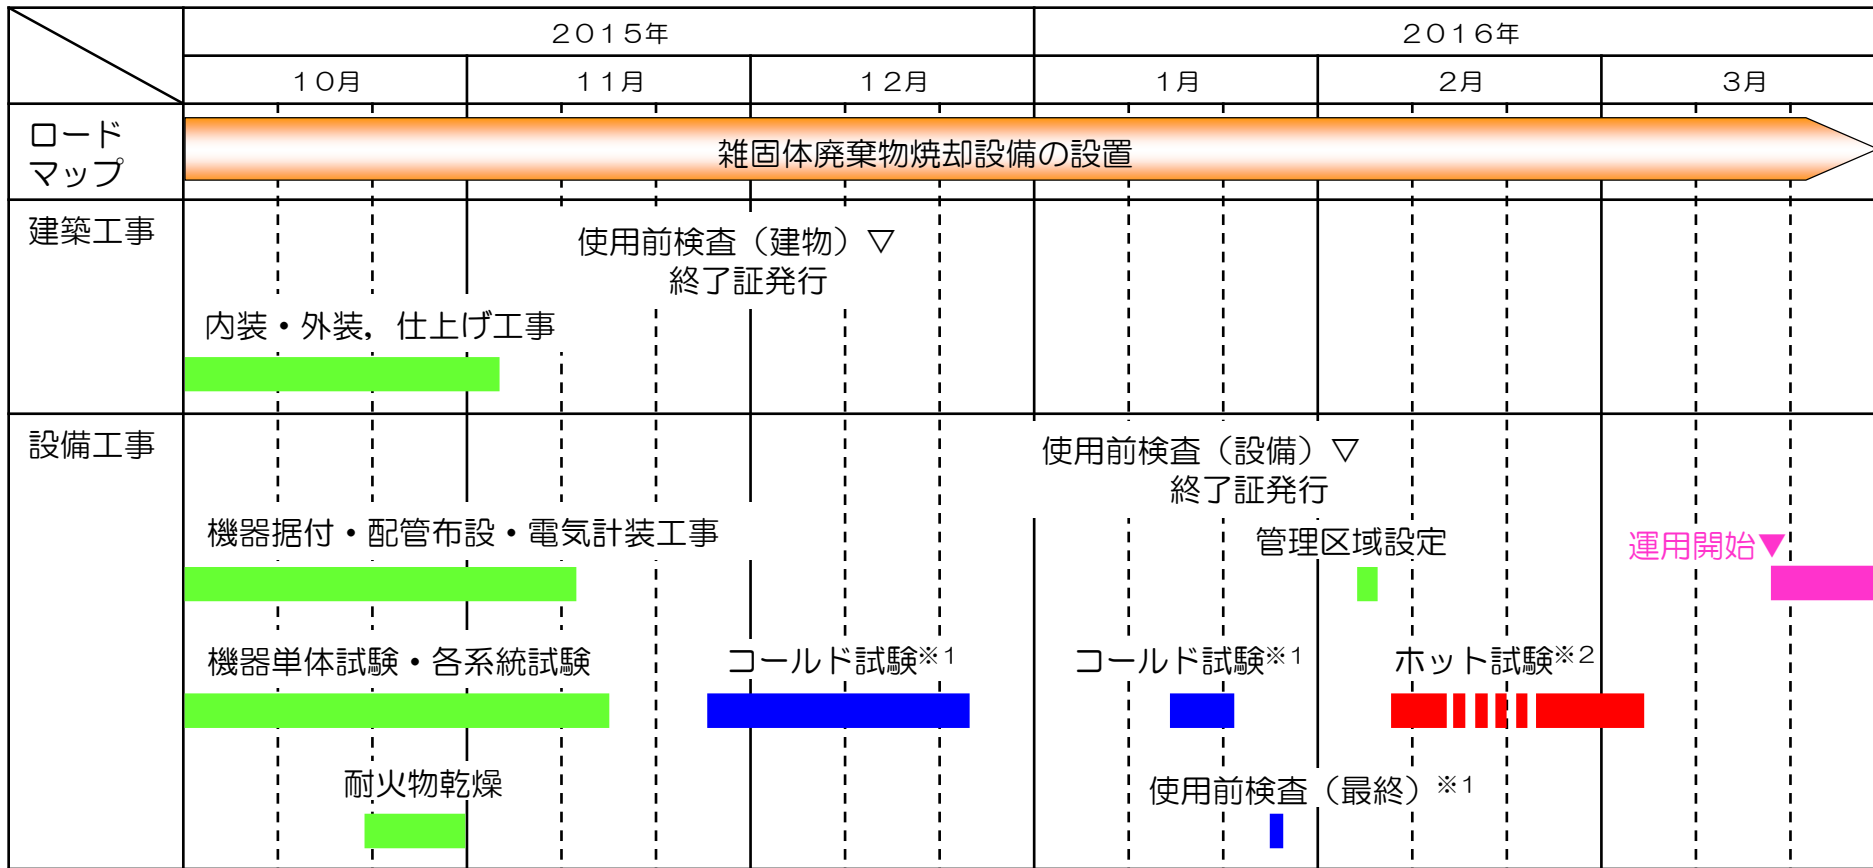 ２０１５年
２０１６年
１０月
１１月
１２月
１月
２月
３月
ロード
マップ
雑固体廃棄物焼却設備の設置
建築工事
使用前検査（建物）▽
終了証発行
内装・外装，仕上げ工事
設備工事
使用前検査（設備）▽
終了証発行
機器据付・配管布設・電気計装工事
管理区域設定
運用開始▼
機器単体試験・各系統試験
コールド試験※1
コールド試験※1
ホット試験※2
耐火物乾燥
使用前検査（最終）※1